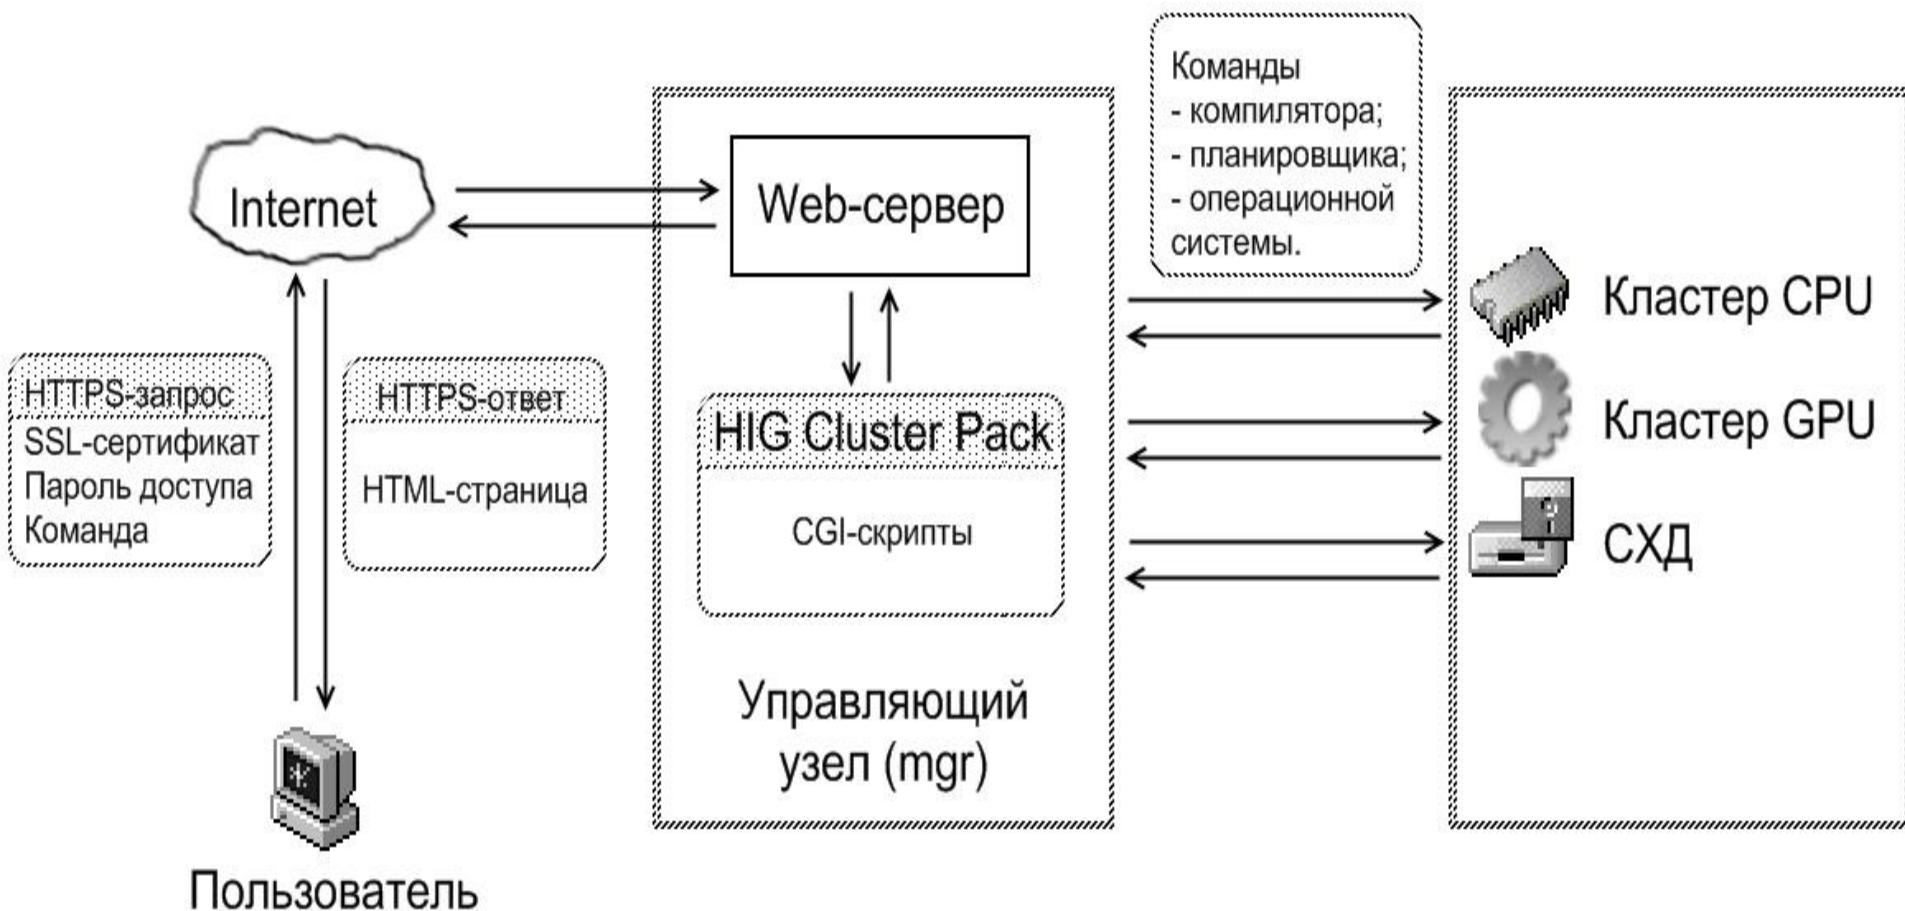 Команды
- компилятора;
- планировщика;
- операционной
системы.
Internet
Web-сервер
Кластер CPU
HTTPS-запрос
SSL-сертификат
Пароль доступа
Команда
HTTPS-ответ
HTML-страница
HIG Cluster Pack
CGI-скрипты
Кластер GPU
СХД
Управляющий
узел (mgr)
Пользователь